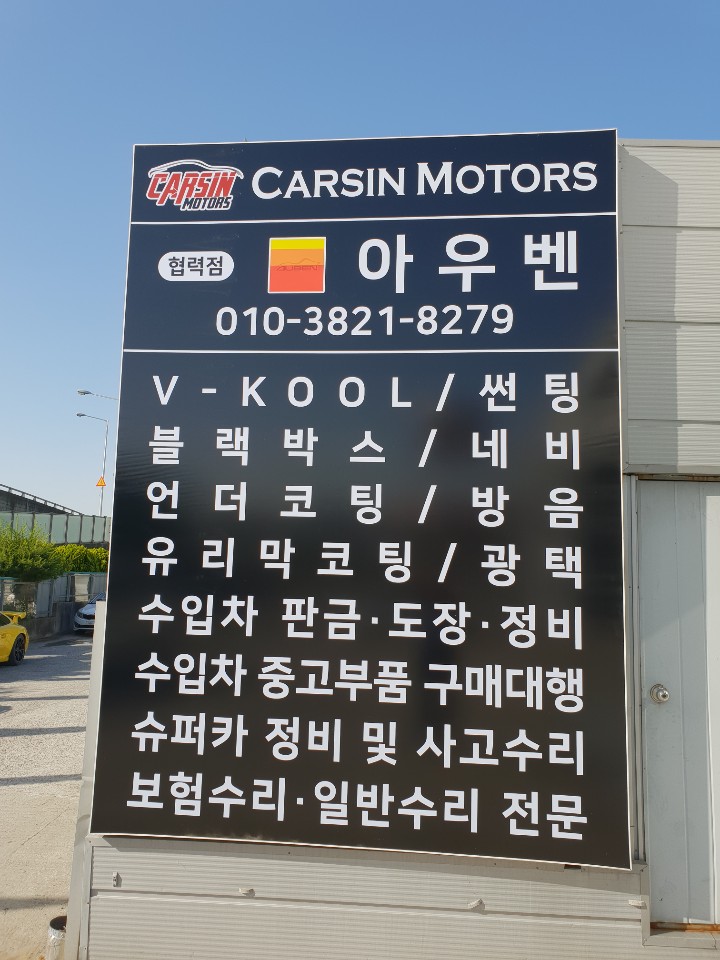 CARSIN MOTORS CARSIN MOTORS
협력점 아우벤
010-3821-8279
V-KOOL/썬팅
블랙박스/네비
언더코팅/방음
유리막코팅/광택
수입차 판금·도장·정비
수입차 중고부품 구매대행
슈퍼카 정비 및 사고수리
보험수리·일반수리 전문